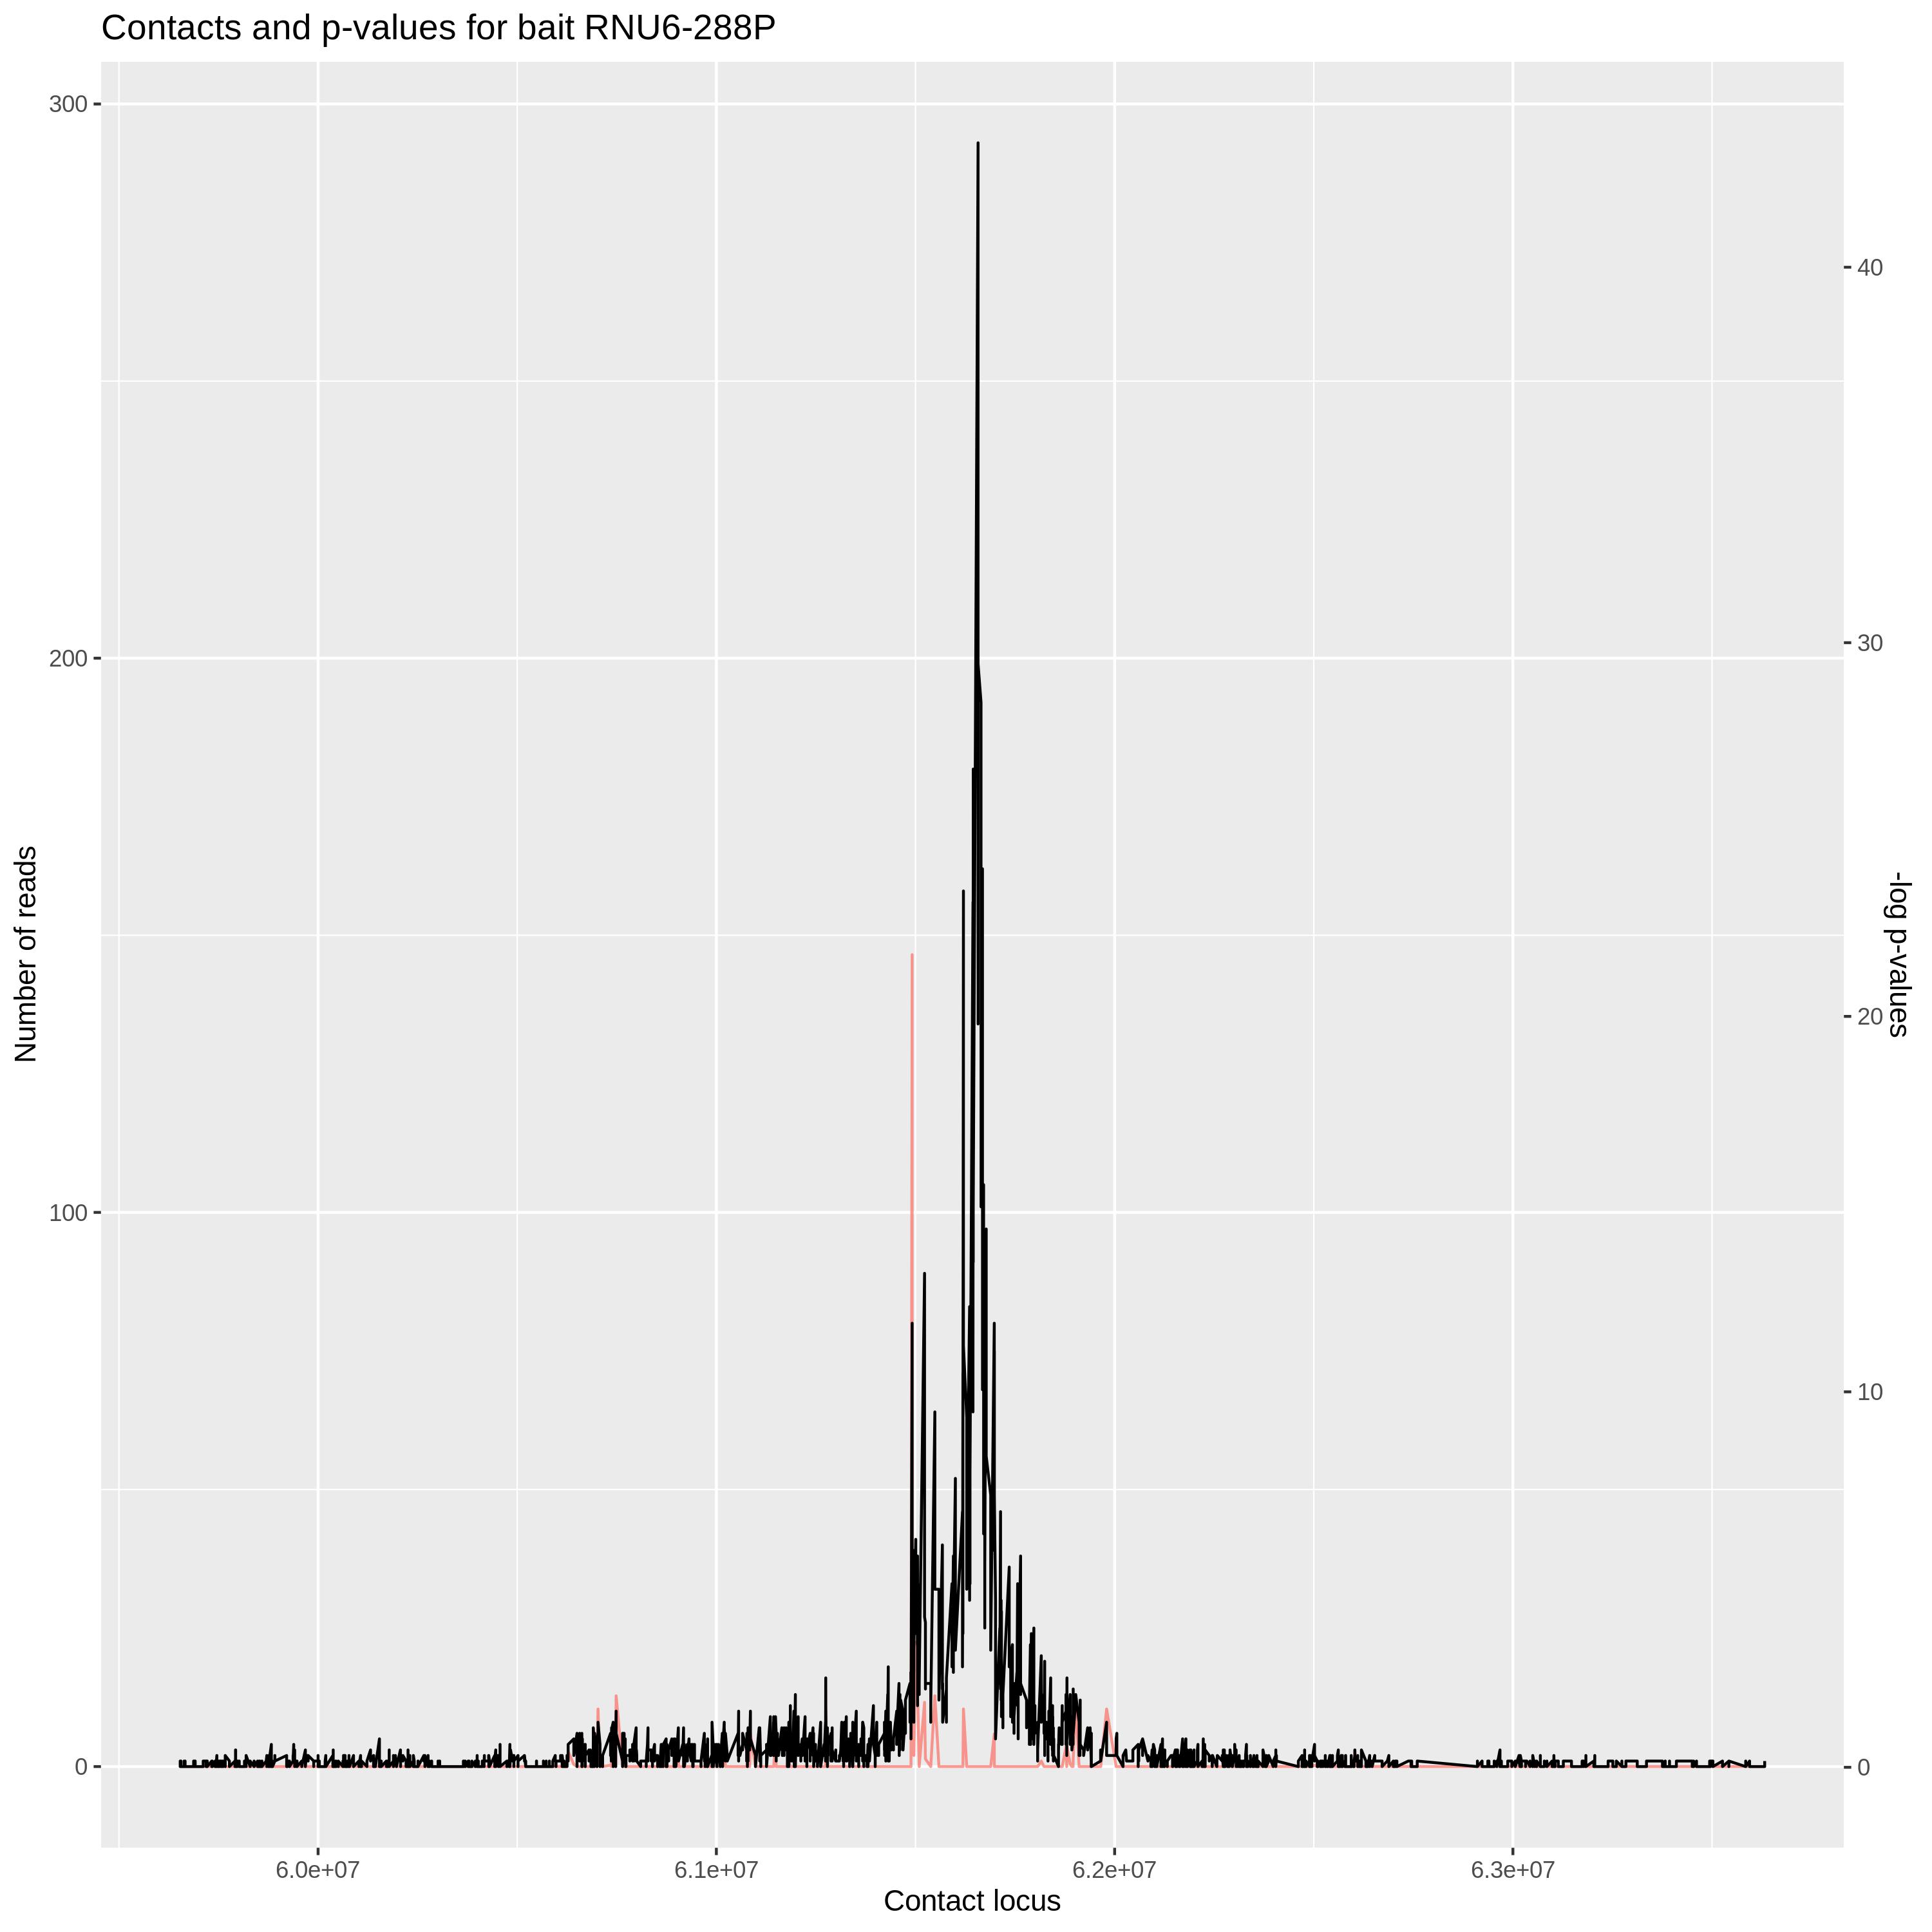 Contacts and p-values for bait RNU6-288P
300
200
100
0
Number of reads
40
30
20
10
0
-log p-values
6.0e+07
6.1e+07
6.2e+07
6.3e+07
Contact locus